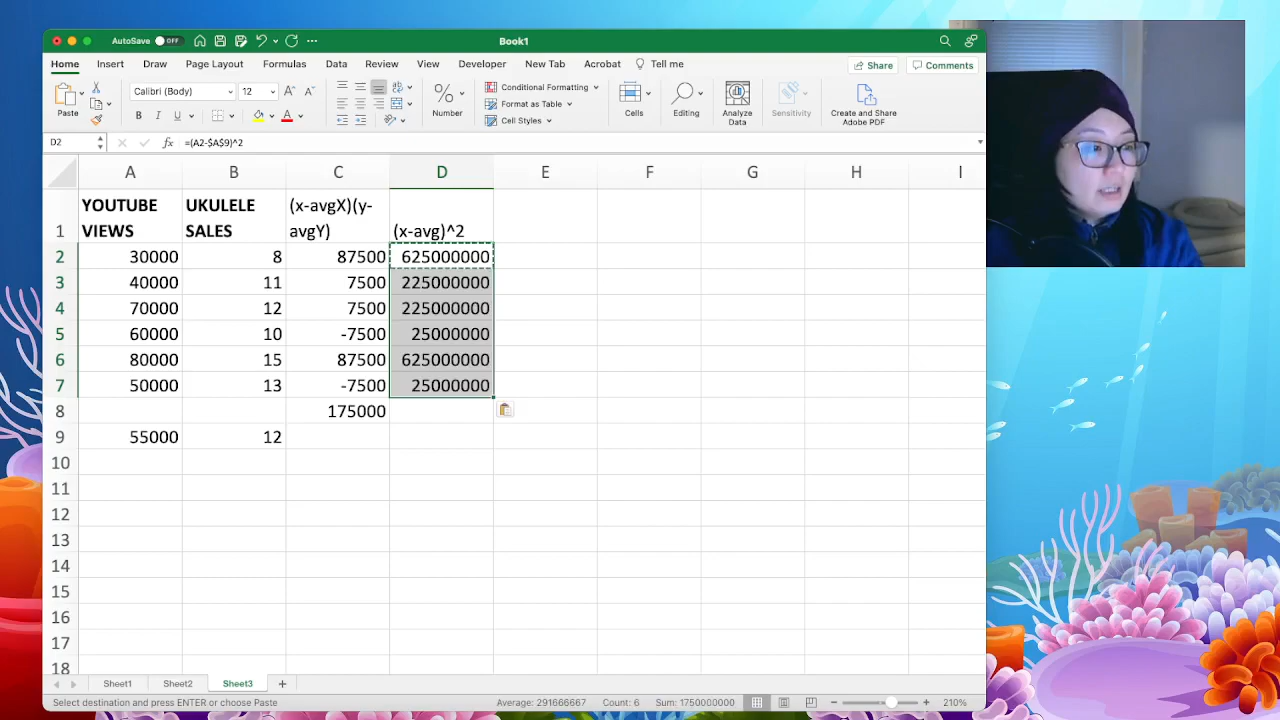 AutoSave OFF Book1
Home Insert Draw Page Layout Formulas Data Review View Developer New Tab Acrobat Tell me Share Comments
Calibri (Body) 12 A A Conditional Formatting
Format as Table
Cell Styles
Paste B I U A Number Cells Editing Analyze Data Sensitivity Create and Share Adobe PDF
D2 fx =(A2-$A$9)^2
A B C D E F G H I
1 YOUTUBE VIEWS UKULELE SALES (x-avgX)(y-avgY) (x-avg)^2
2 30000 8 87500 625000000
3 40000 11 7500 225000000
4 70000 12 7500 225000000
5 60000 10 -7500 25000000
6 80000 15 87500 625000000
7 50000 13 -7500 25000000
8 175000
9 55000 12
10
11
12
13
14
15
16
17
18
Sheet1 Sheet2 Sheet3
Select destination and press ENTER or choose Paste Average: 291666667 Count: 6 Sum: 1750000000 210%